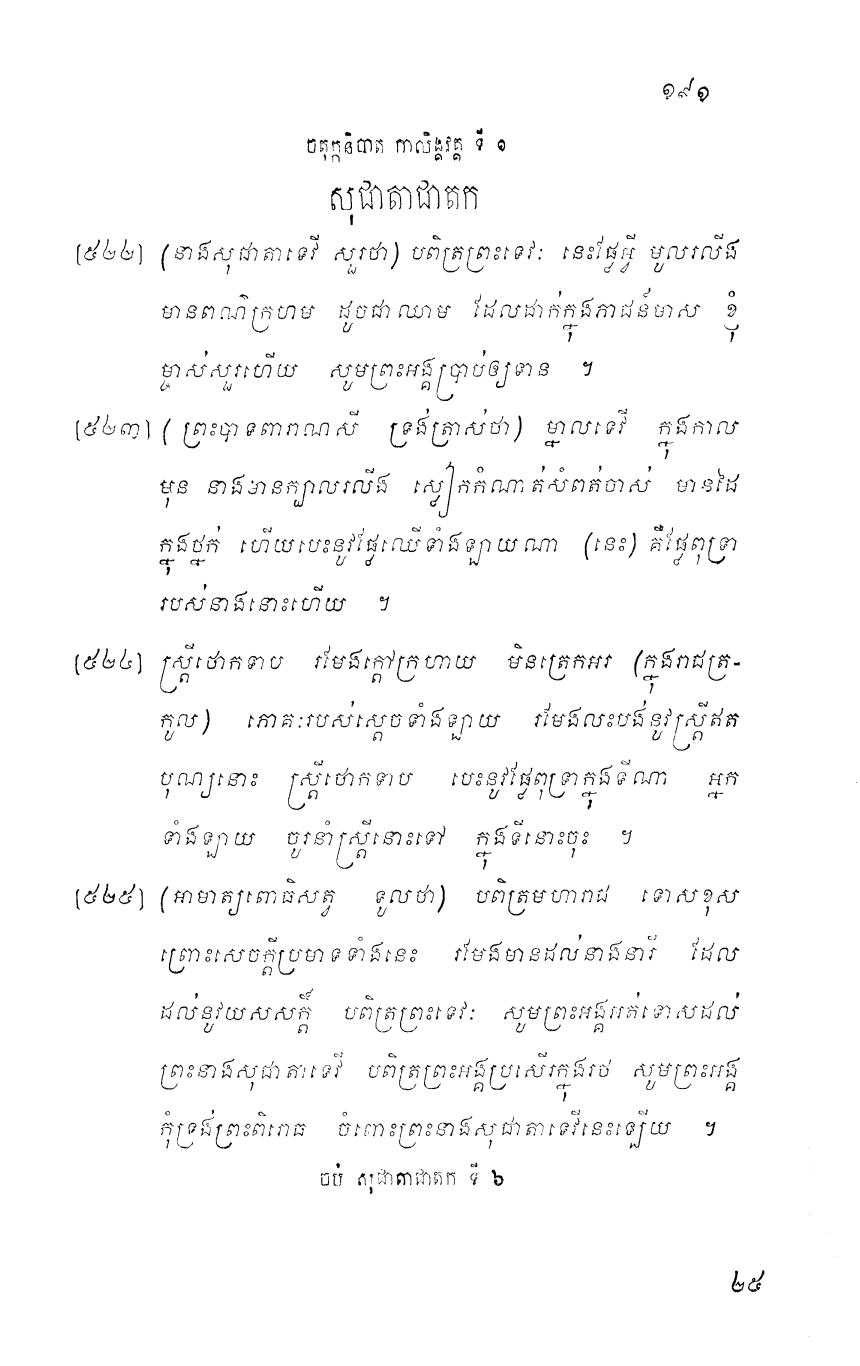 ១៩១
ចតុក្កនិបាត កាលិង្គវគ្គ ទី ១
សុជាតាជាតក
[៥២២] (នាងសុជាតាទេវី សួរថា) បពិត្រព្រះទេវៈ នេះផ្លែអ្វី មូលរលីង
មានពណ៌ក្រហម ដូចជាឈាម ដែលដាក់ក្នុងភាជន៍មាស ខ្ញុំ
ម្ចាស់សួរហើយ សូមព្រះអង្គប្រាប់ឲ្យទាន ។
[៥២៣] (ព្រះបាទពារាណសី ទ្រង់ត្រាស់ថា) ម្នាលទេវី ក្នុងកាល
មុន នាងមានក្បាលរលីង ស្លៀកកំណាត់សំពត់ចាស់ មានដៃ
ក្នុងថ្នក់ ហើយបេះនូវផ្លែឈើទាំងឡាយណា (នេះ) គឺផ្លែពុទ្រា
របស់នាងនោះហើយ ។
[៥២៤] ស្ត្រីថោកទាប រមែងក្តៅក្រហាយ មិនត្រេកអរ (ក្នុងរាជត្រ-
កូល) ភោគៈរបស់ស្តេចទាំងឡាយ រមែងលះបង់នូវស្ត្រីឥត
បុណ្យនោះ ស្ត្រីថោកទាប បេះនូវផ្លែពុទ្រាក្នុងទីណា អ្នក
ទាំងឡាយ ចូរនាំស្ត្រីនោះទៅ ក្នុងទីនោះចុះ ។
[៥២៥] (អាមាត្យពោធិសត្វ ទូលថា) បពិត្រមហារាជ ទោសខុស
ព្រោះសេចក្តីប្រមាទទាំងនេះ រមែងមានដល់នាងនារី ដែល
ដល់នូវយសសក្តិ៍ បពិត្រព្រះទេវៈ សូមព្រះអង្គអត់ទោសដល់
ព្រះនាងសុជាតាទេវី បពិត្រព្រះអង្គប្រសើរក្នុងរថ សូមព្រះអង្គ
កុំទ្រង់ព្រះពិរោធ ចំពោះព្រះនាងសុជាតាទេវីនេះឡើយ ។
ចប់ សុជាតាជាតក ទី ៦
២៥